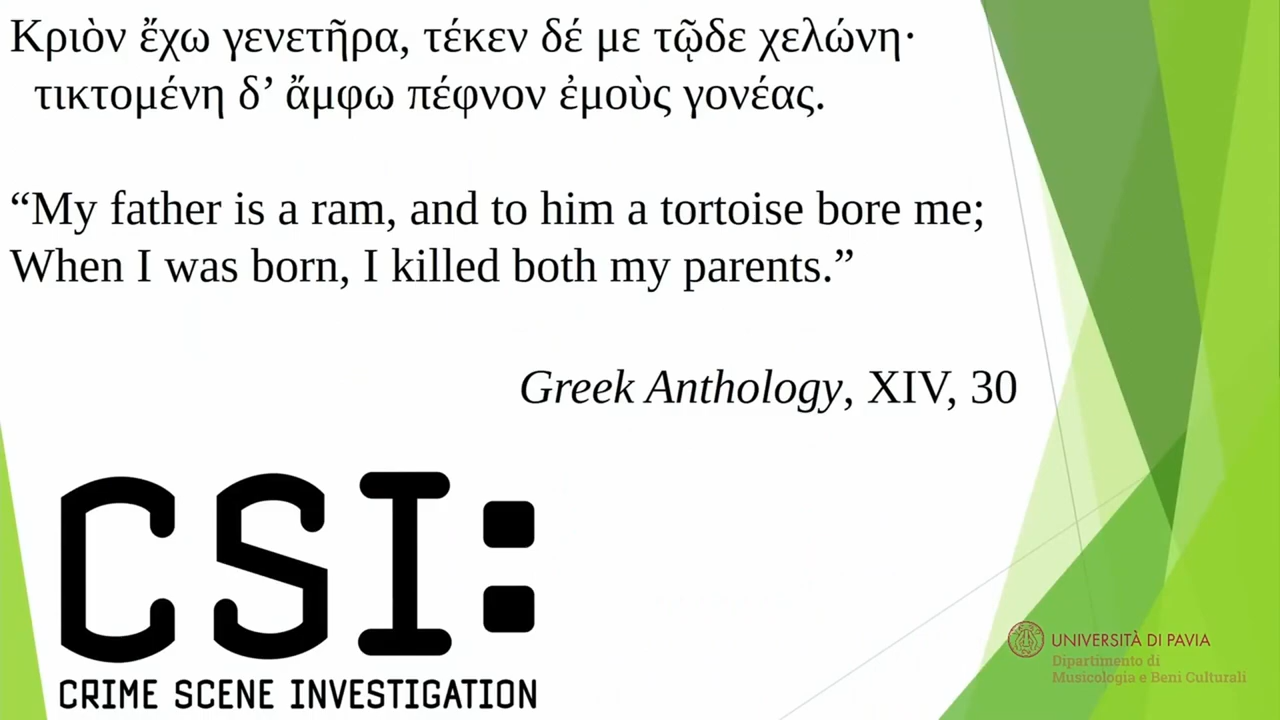 Κριὸν ἔχω γενετῆρα, τέκεν δέ με τῷδε χελώνη·
τικτομένη δ’ ἄμφω πέφνον ἐμοὺς γονέας.
“My father is a ram, and to him a tortoise bore me;
When I was born, I killed both my parents.”
Greek Anthology, XIV, 30
CSI:
CRIME SCENE INVESTIGATION
UNIVERSITÀ DI PAVIA
Dipartimento di
Musicologia e Beni Culturali